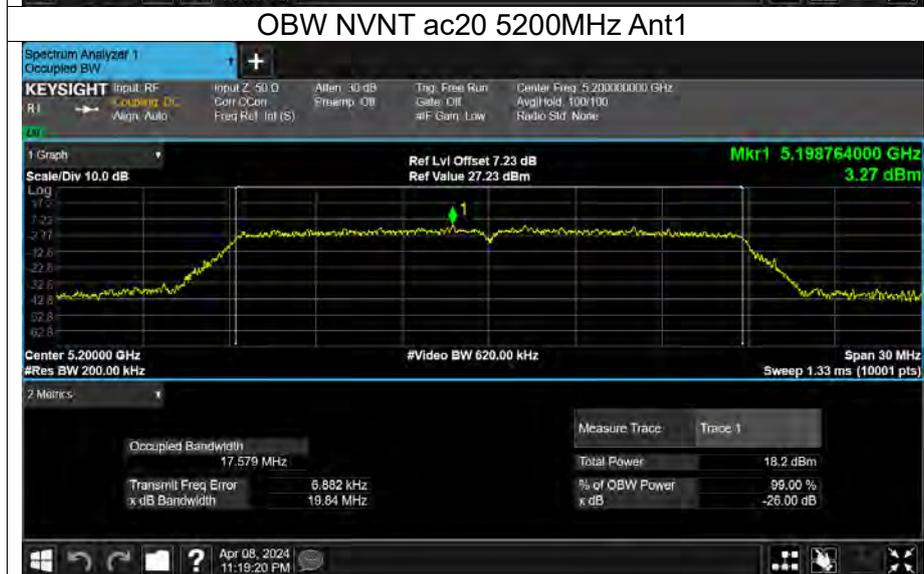 OBW NVNT ac20 5200MHz Ant1
Spectrum Analyzer 1
Occupied BW
+
KEYSIGHT Input: RF Input Z: 50 Ω Atten: 30 dB Trig: Free Run Center Freq: 5.200000000 GHz
Coupling: DC Corr CCorr Preamp: Off Gate: Off Avg|Hold: 100/100
Align: Auto Freq Ref: Int (S) #IF Gain: Low Radio Std: None
1 Graph
Ref Lvl Offset 7.23 dB
Mkr1 5.198764000 GHz
Scale/Div 10.0 dB
Ref Value 27.23 dBm
3.27 dBm
Log
17.2
7.23
1
-2.77
-12.8
-22.8
-32.8
-42.8
-52.8
-62.8
Center 5.20000 GHz
#Video BW 620.00 kHz
Span 30 MHz
#Res BW 200.00 kHz
Sweep 1.33 ms (10001 pts)
2 Metrics
Measure Trace Trace 1
Occupied Bandwidth
17.579 MHz
Total Power 18.2 dBm
Transmit Freq Error 6.882 kHz
% of OBW Power 99.00 %
x dB Bandwidth 19.84 MHz
x dB -26.00 dB
?
Apr 08, 2024
11:19:20 PM